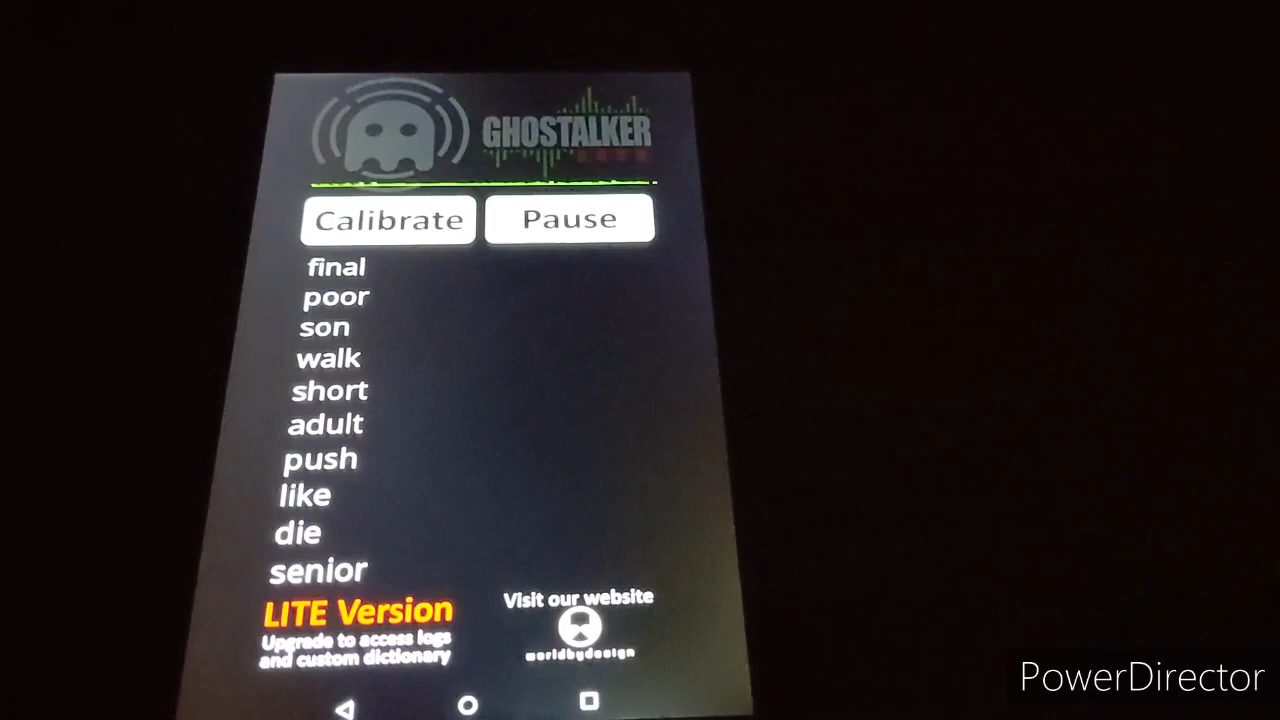 GHOSTALKER
LITE
Calibrate
Pause
final
poor
son
walk
short
adult
push
like
die
senior
LITE Version
Upgrade to access logs
and custom dictionary
Visit our website
worldbydesign
PowerDirector